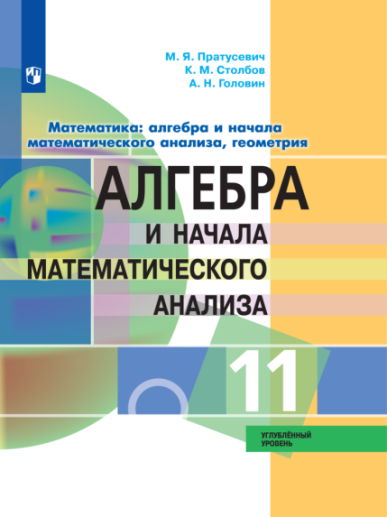 М. Я. Пратусевич
К. М. Столбов
А. Н. Головин
Математика: алгебра и начала
математического анализа, геометрия
АЛГЕБРА
И НАЧАЛА
МАТЕМАТИЧЕСКОГО
АНАЛИЗА
11
УГЛУБЛЁННЫЙ
УРОВЕНЬ